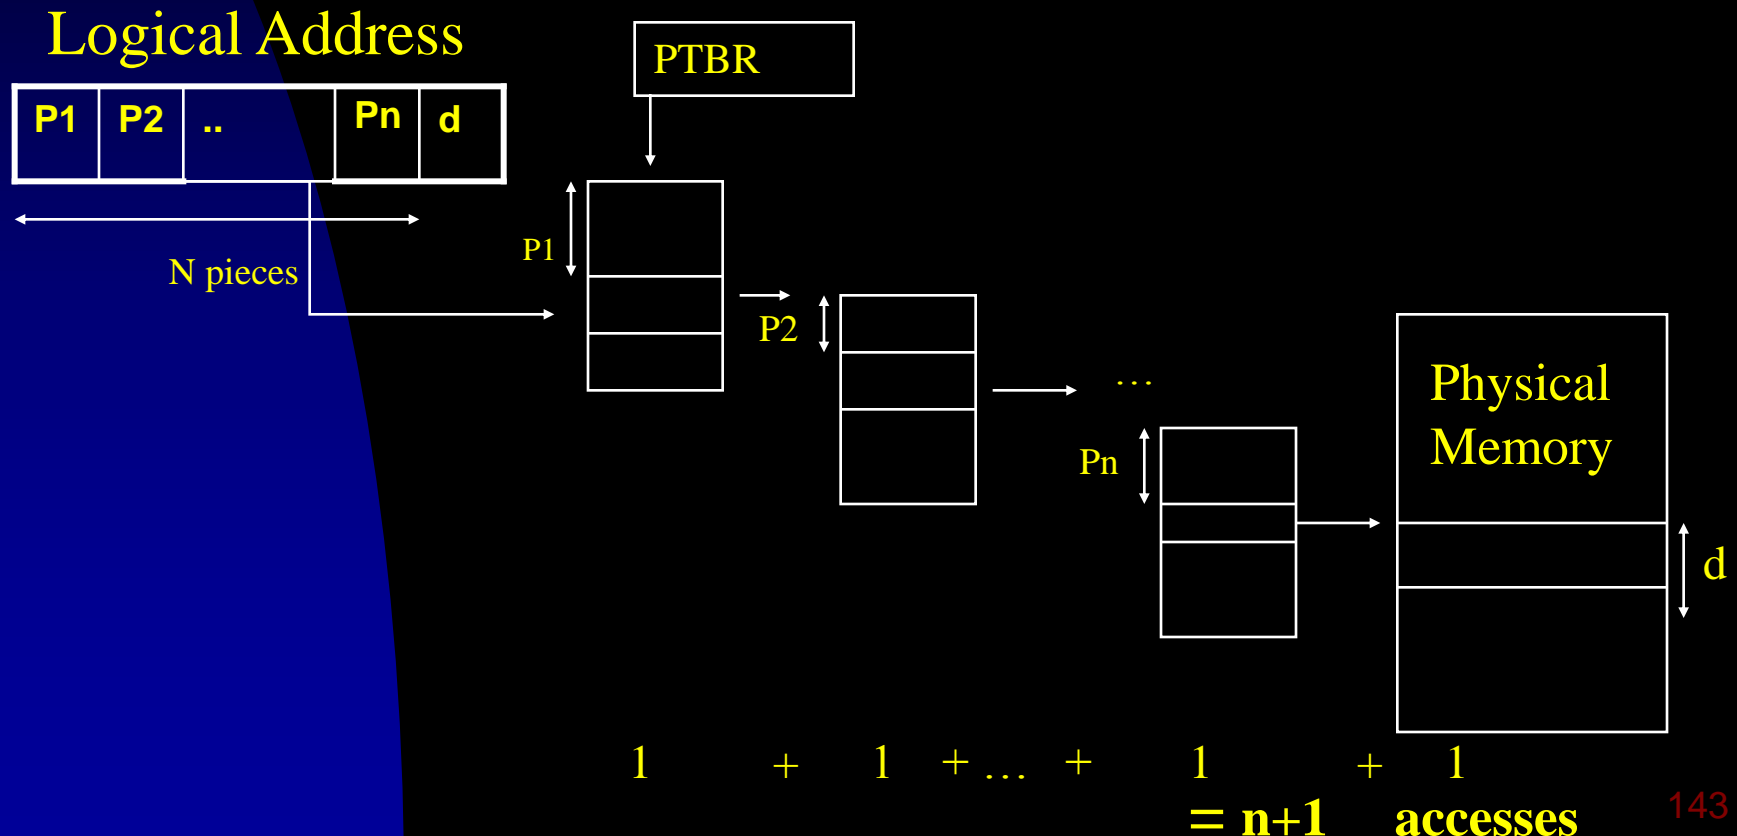 Logical Address
PTBR
P1 P2 .. Pn d
N pieces
P1
P2
…
Pn
Physical
Memory
d
1 + 1 + … + 1 + 1
= n+1 accesses
143